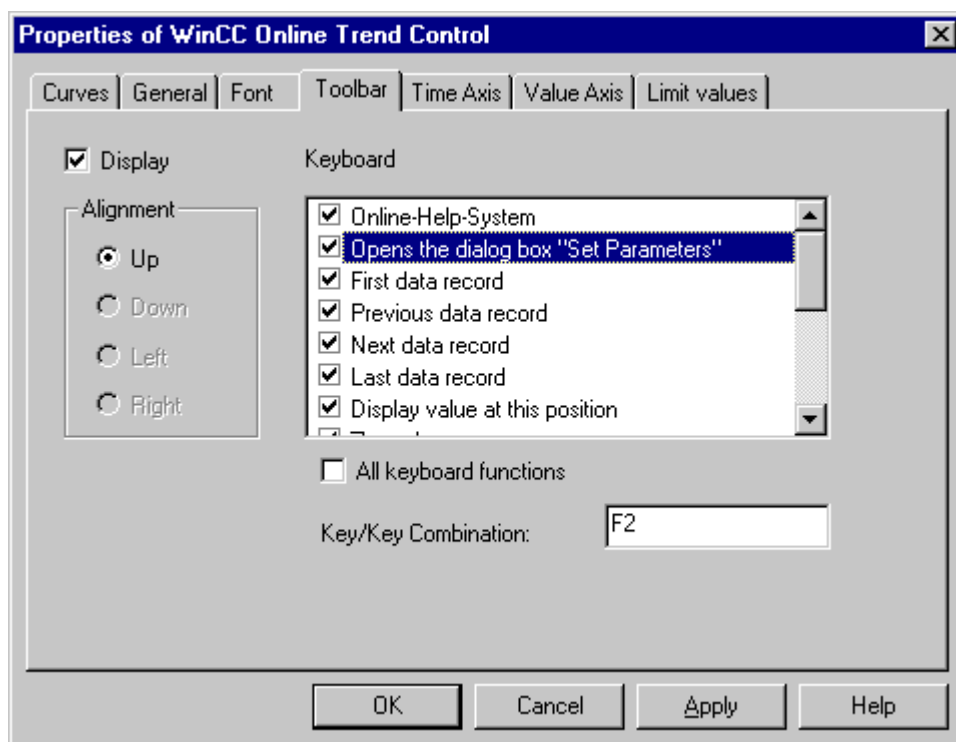 Properties of WinCC Online Trend Control
Curves General Font Toolbar Time Axis Value Axis Limit values
Display
Keyboard
Alignment
Up
Down
Left
Right
Online-Help-System
Opens the dialog box "Set Parameters"
First data record
Previous data record
Next data record
Last data record
Display value at this position
All keyboard functions
Key/Key Combination: F2
OK Cancel Apply Help